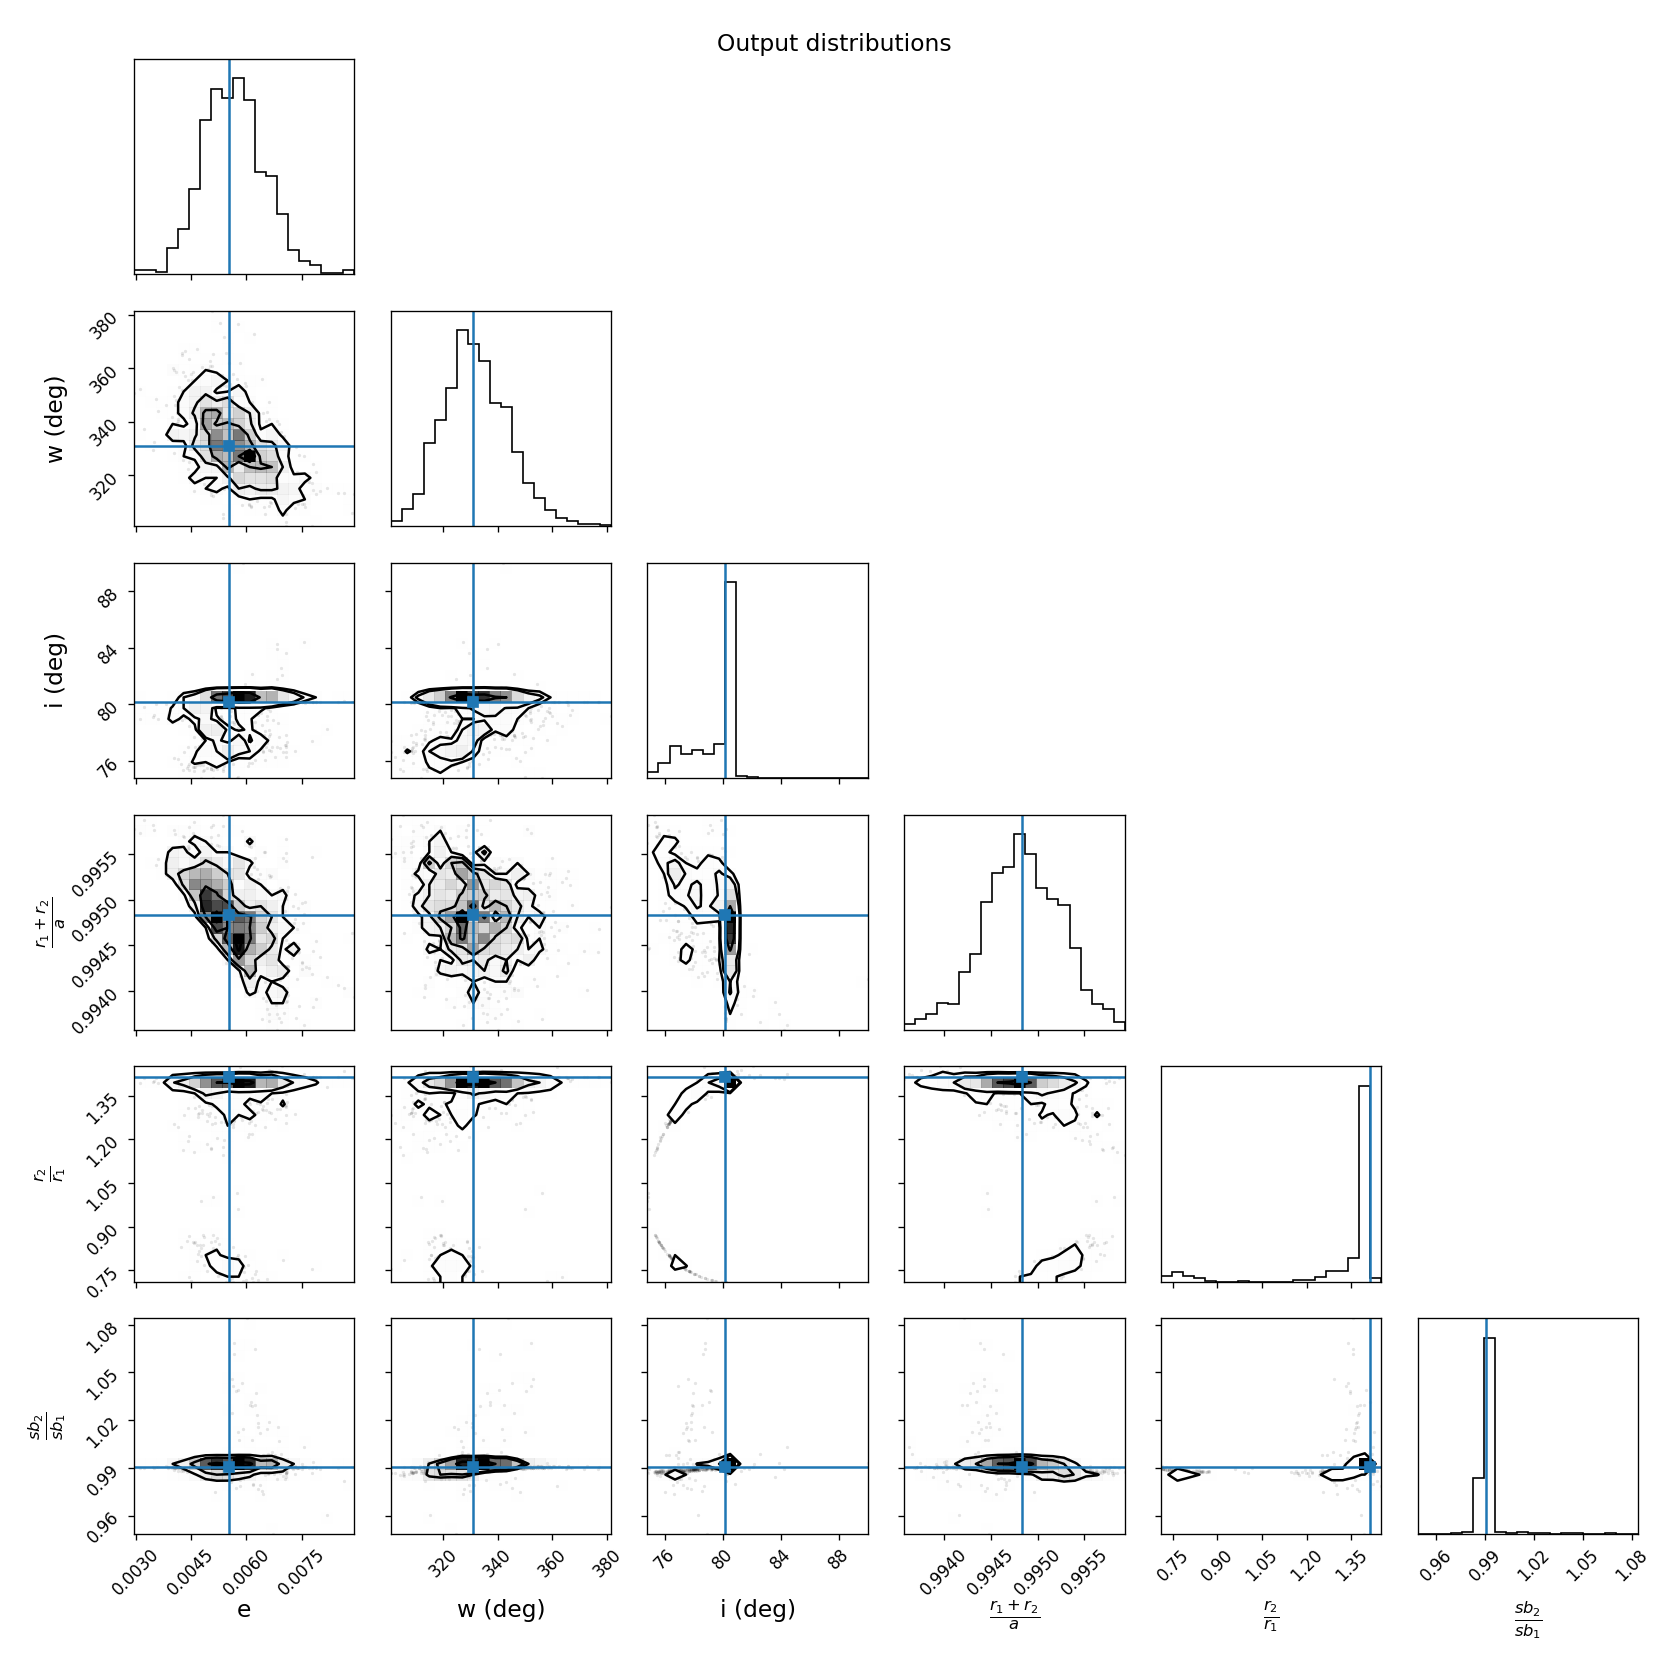 Output distributions
380
360
340
320
w (deg)
88
84
80
76
i (deg)
0.9955
0.9950
0.9945
0.9940
r₁ + r₂
a
1.35
1.20
1.05
0.90
0.75
r₂
r₁
1.08
1.05
1.02
0.99
0.96
sb₂
sb₁
0.0030 0.0045 0.0060 0.0075
320 340 360 380
76 80 84 88
0.9940 0.9945 0.9950 0.9955
0.75 0.90 1.05 1.20 1.35
0.96 0.99 1.02 1.05 1.08
e
w (deg)
i (deg)
r₁ + r₂
a
r₂
r₁
sb₂
sb₁